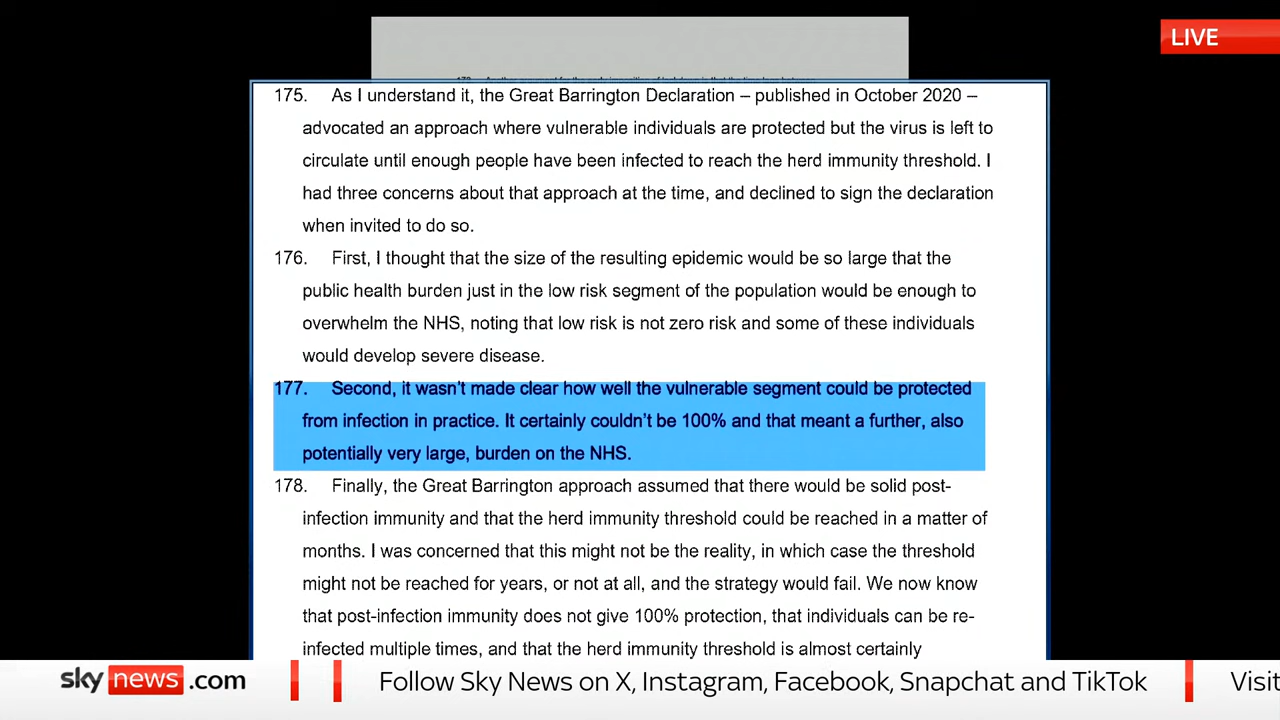 LIVE
175. As I understand it, the Great Barrington Declaration – published in October 2020 –
advocated an approach where vulnerable individuals are protected but the virus is left to
circulate until enough people have been infected to reach the herd immunity threshold. I
had three concerns about that approach at the time, and declined to sign the declaration
when invited to do so.
176. First, I thought that the size of the resulting epidemic would be so large that the
public health burden just in the low risk segment of the population would be enough to
overwhelm the NHS, noting that low risk is not zero risk and some of these individuals
would develop severe disease.
177. Second, it wasn't made clear how well the vulnerable segment could be protected
from infection in practice. It certainly couldn't be 100% and that meant a further, also
potentially very large, burden on the NHS.
178. Finally, the Great Barrington approach assumed that there would be solid post-
infection immunity and that the herd immunity threshold could be reached in a matter of
months. I was concerned that this might not be the reality, in which case the threshold
might not be reached for years, or not at all, and the strategy would fail. We now know
that post-infection immunity does not give 100% protection, that individuals can be re-
infected multiple times, and that the herd immunity threshold is almost certainly
sky news .com Follow Sky News on X, Instagram, Facebook, Snapchat and TikTok Visit